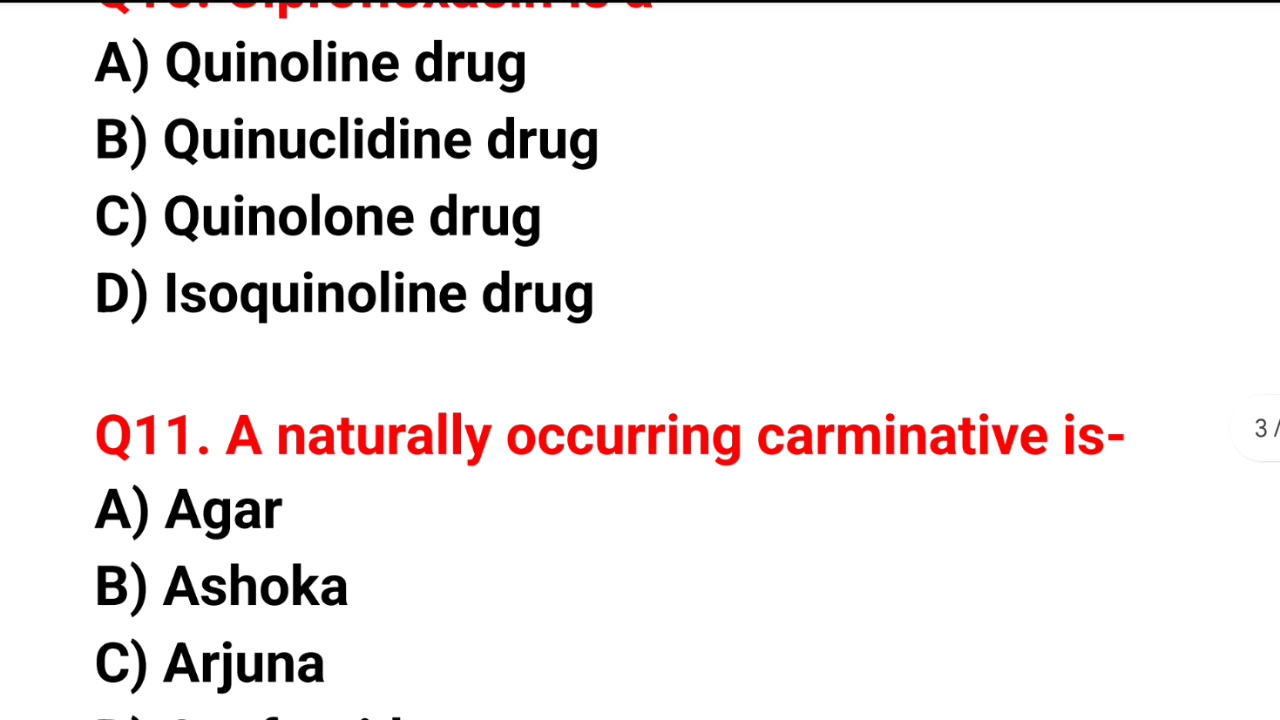 A) Quinoline drug
B) Quinuclidine drug
C) Quinolone drug
D) Isoquinoline drug
Q11. A naturally occurring carminative is-
3 /
A) Agar
B) Ashoka
C) Arjuna